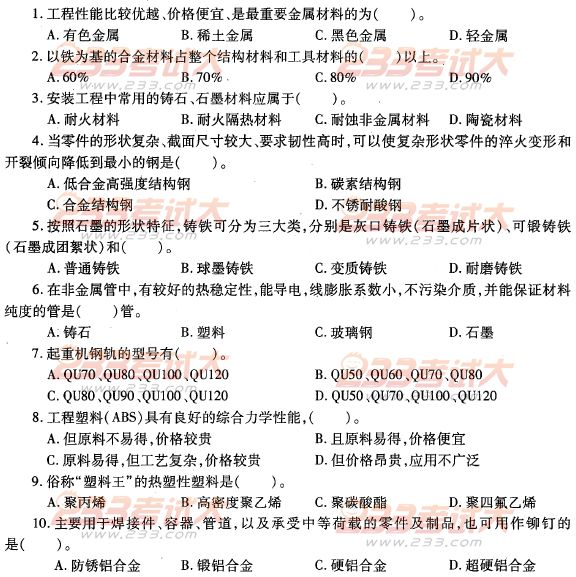 1. 工程性能比较优越、价格便宜、是最重要金属材料的为(　　)。
A. 有色金属　B. 稀土金属　C. 黑色金属　D. 轻金属
2. 以铁为基的合金材料占整个结构材料和工具材料的(　　)以上。
A. 60%　B. 70%　C. 80%　D. 90%
3. 安装工程中常用的铸石、石墨材料应属于(　　)。
A. 耐火材料　B. 耐火隔热材料　C. 耐蚀非金属材料　D. 陶瓷材料
4. 当零件的形状复杂、截面尺寸较大、要求韧性高时,可以使复杂形状零件的淬火变形和
开裂倾向降低到最小的钢是(　　)。
A. 低合金高强度结构钢　B. 碳素结构钢
C. 合金结构钢　D. 不锈耐酸钢
5. 按照石墨的形状特征,铸铁可分为三大类,分别是灰口铸铁(石墨成片状)、可锻铸铁
(石墨成团絮状)和(　　)。
A. 普通铸铁　B. 球墨铸铁　C. 变质铸铁　D. 耐磨铸铁
6. 在非金属管中,有较好的热稳定性,能导电,线膨胀系数小,不污染介质,并能保证材料
纯度的管是(　　)管。
A. 铸石　B. 塑料　C. 玻璃钢　D. 石墨
7. 起重机钢轨的型号有(　　)。
A. QU70、QU80、QU100、QU120　B. QU50、QU60、QU70、QU80
C. QU80、QU90、QU100、QU120　D. QU50、QU70、QU100、QU120
8. 工程塑料(ABS)具有良好的综合力学性能,(　　)。
A. 但原料不易得,价格较贵　B. 且原料易得,价格便宜
C. 原料易得,但工艺复杂,价格较贵　D. 但价格昂贵,应用不广泛
9. 俗称“塑料王”的热塑性塑料是(　　)。
A. 聚丙烯　B. 高密度聚乙烯　C. 聚碳酸酯　D. 聚四氟乙烯
10. 主要用于焊接件、容器、管道,以及承受中等荷载的零件及制品,也可用作铆钉的
是(　　)。
A. 防锈铝合金　B. 锻铝合金　C. 硬铝合金　D. 超硬铝合金
233考试大
www.233.com